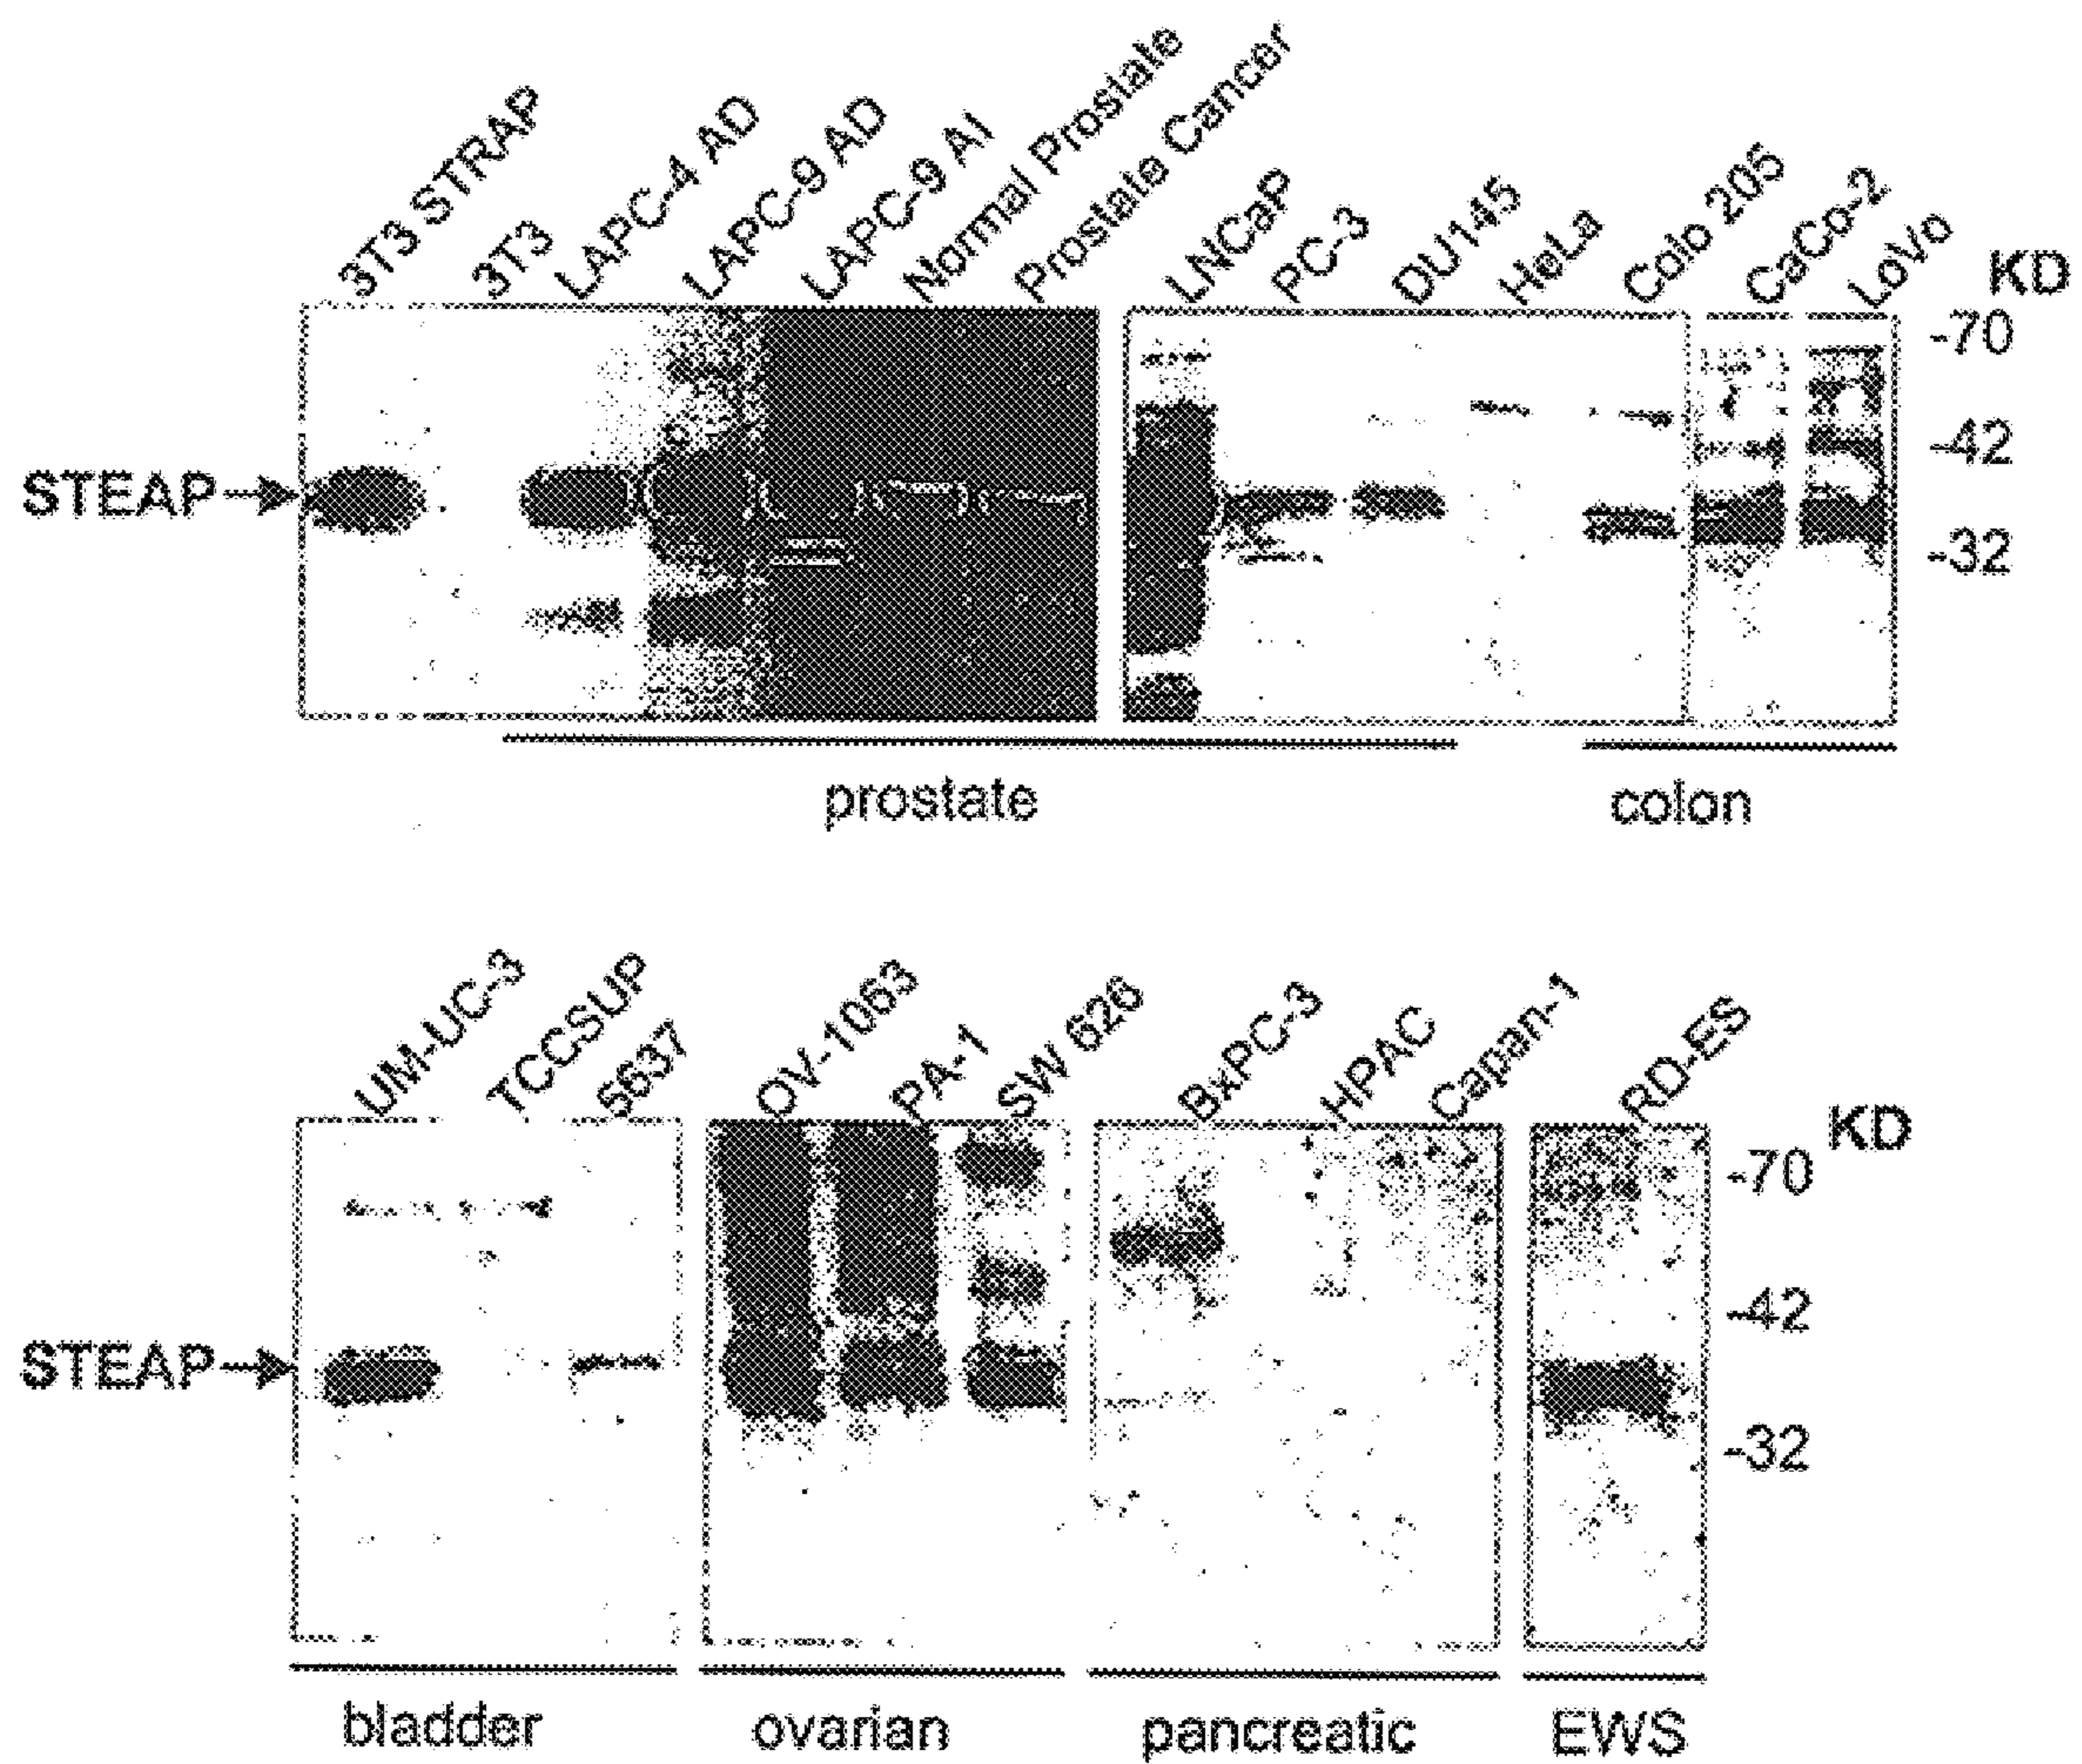 3T3 STRAP
3T3
LAPC-4 AD
LAPC-9 AD
LAPC-9 AI
Normal Prostate
Prostate Cancer
LNCaP
PC-3
DU145
HeLa
Colo 205
CaCo-2
LoVo
KD
-70
-42
-32
STEAP
prostate
colon
UM-UC-3
TCCSUP
5637
OV-1063
PA-1
SW 626
BxPC-3
HPAC
Capan-1
RD-ES
KD
-70
-42
-32
STEAP
bladder
ovarian
pancreatic
EWS